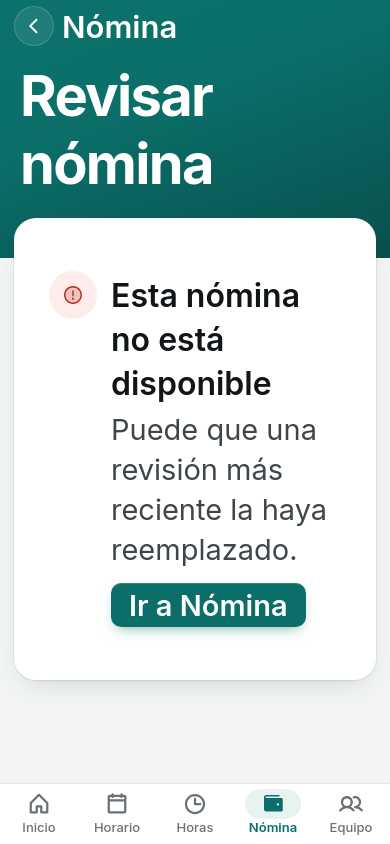 Nómina
Revisar
nómina
Esta nómina
no está
disponible
Puede que una
revisión más
reciente la haya
reemplazado.
Ir a Nómina
Inicio
Horario
Horas
Nómina
Equipo